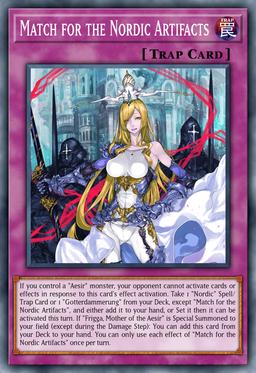 MATCH FOR THE NORDIC ARTIFACTS
TRAP
罠
[TRAP CARD]
If you control a "Aesir" monster, your opponent cannot activate cards or
effects in response to this card's effect activation. Take 1 "Nordic" Spell/
Trap Card or 1 "Gotterdammerung" from your Deck, except "Match for the
Nordic Artifacts", and either add it to your hand, or Set it then it can be
activated this turn. If "Frigga, Mother of the Aesir" is Special Summoned to
your field (except during the Damage Step): You can add this card from
your Deck to your hand. You can only use each effect of "Match for the
Nordic Artifacts" once per turn.